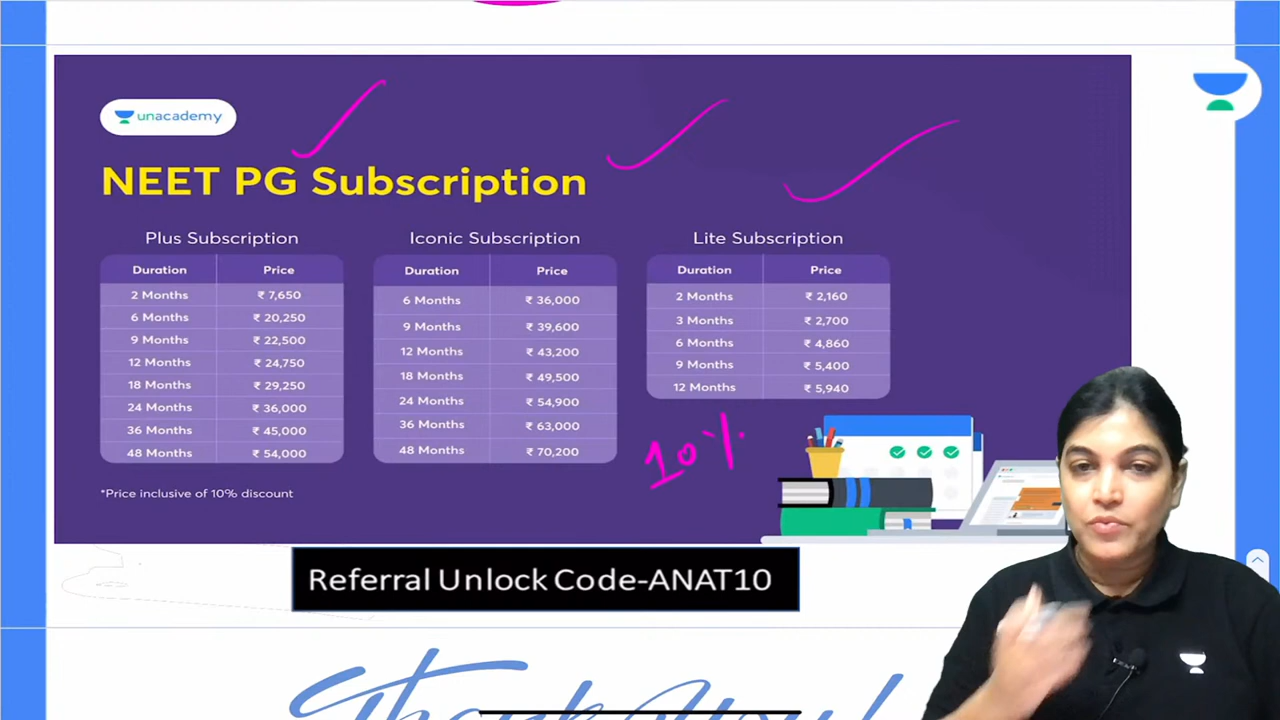 unacademy
NEET PG Subscription
Plus Subscription
Duration Price
2 Months ₹ 7,650
6 Months ₹ 20,250
9 Months ₹ 22,500
12 Months ₹ 24,750
18 Months ₹ 29,250
24 Months ₹ 36,000
36 Months ₹ 45,000
48 Months ₹ 54,000
Iconic Subscription
Duration Price
6 Months ₹ 36,000
9 Months ₹ 39,600
12 Months ₹ 43,200
18 Months ₹ 49,500
24 Months ₹ 54,900
36 Months ₹ 63,000
48 Months ₹ 70,200
Lite Subscription
Duration Price
2 Months ₹ 2,160
3 Months ₹ 2,700
6 Months ₹ 4,860
9 Months ₹ 5,400
12 Months ₹ 5,940
10%
*Price inclusive of 10% discount
Referral Unlock Code-ANAT10
Thank You!